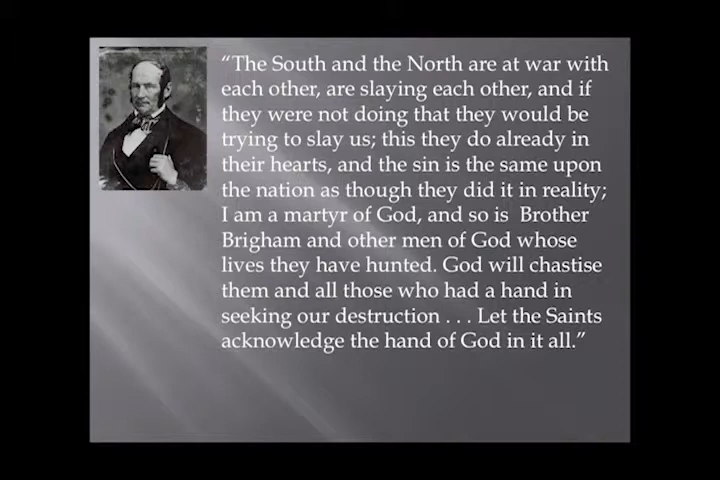 “The South and the North are at war with
each other, are slaying each other, and if
they were not doing that they would be
trying to slay us; this they do already in
their hearts, and the sin is the same upon
the nation as though they did it in reality;
I am a martyr of God, and so is  Brother
Brigham and other men of God whose
lives they have hunted. God will chastise
them and all those who had a hand in
seeking our destruction . . . Let the Saints
acknowledge the hand of God in it all.”